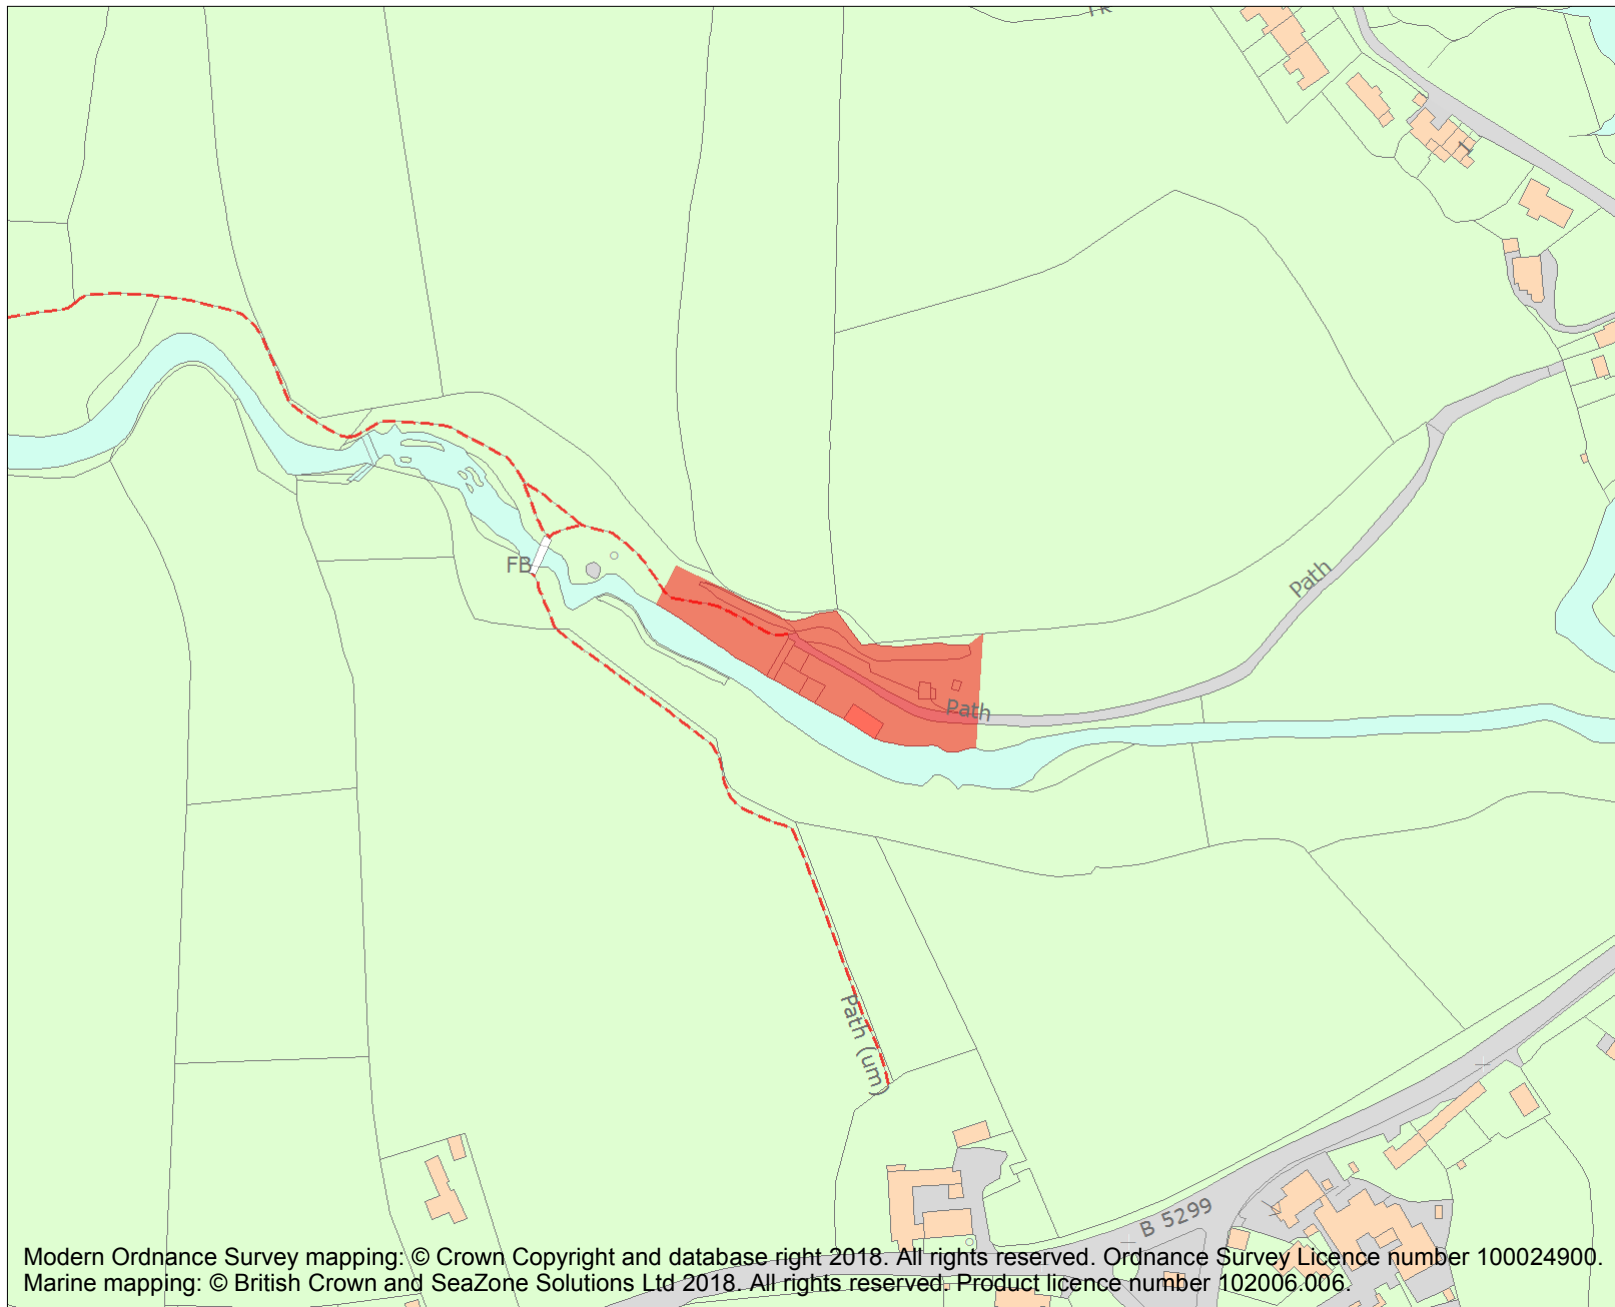 1
Path
FB
Path
Path (um)
B 5299
Modern Ordnance Survey mapping: © Crown Copyright and database right 2018. All rights reserved. Ordnance Survey Licence number 100024900.
Marine mapping: © British Crown and SeaZone Solutions Ltd 2018. All rights reserved. Product licence number 102006.006.